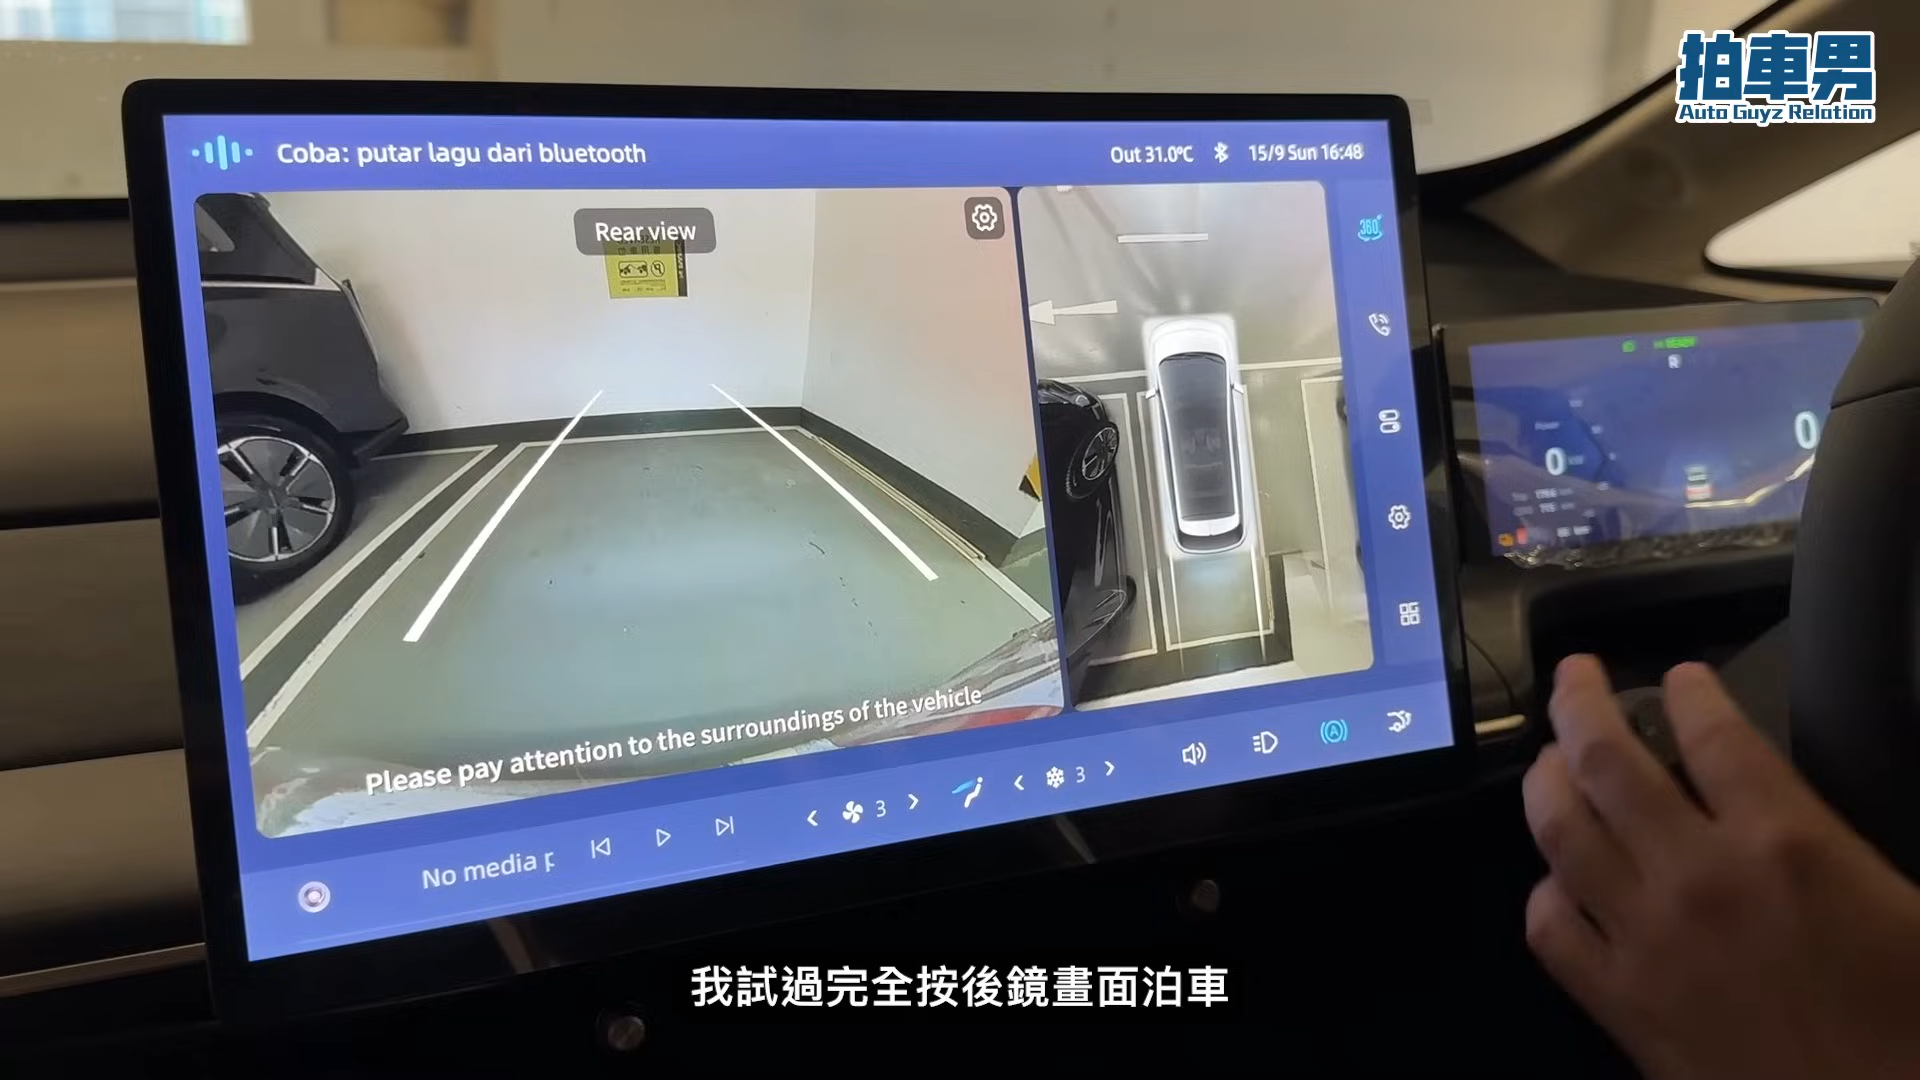 拍車男
Auto Guyz Relation
Coba: putar lagu dari bluetooth
Out 31.0°C
15/9 Sun 16:48
Rear view
360°
READY
R
Power
0
0
Please pay attention to the surroundings of the vehicle
3
3
A
No media p
我試過完全按後鏡畫面泊車